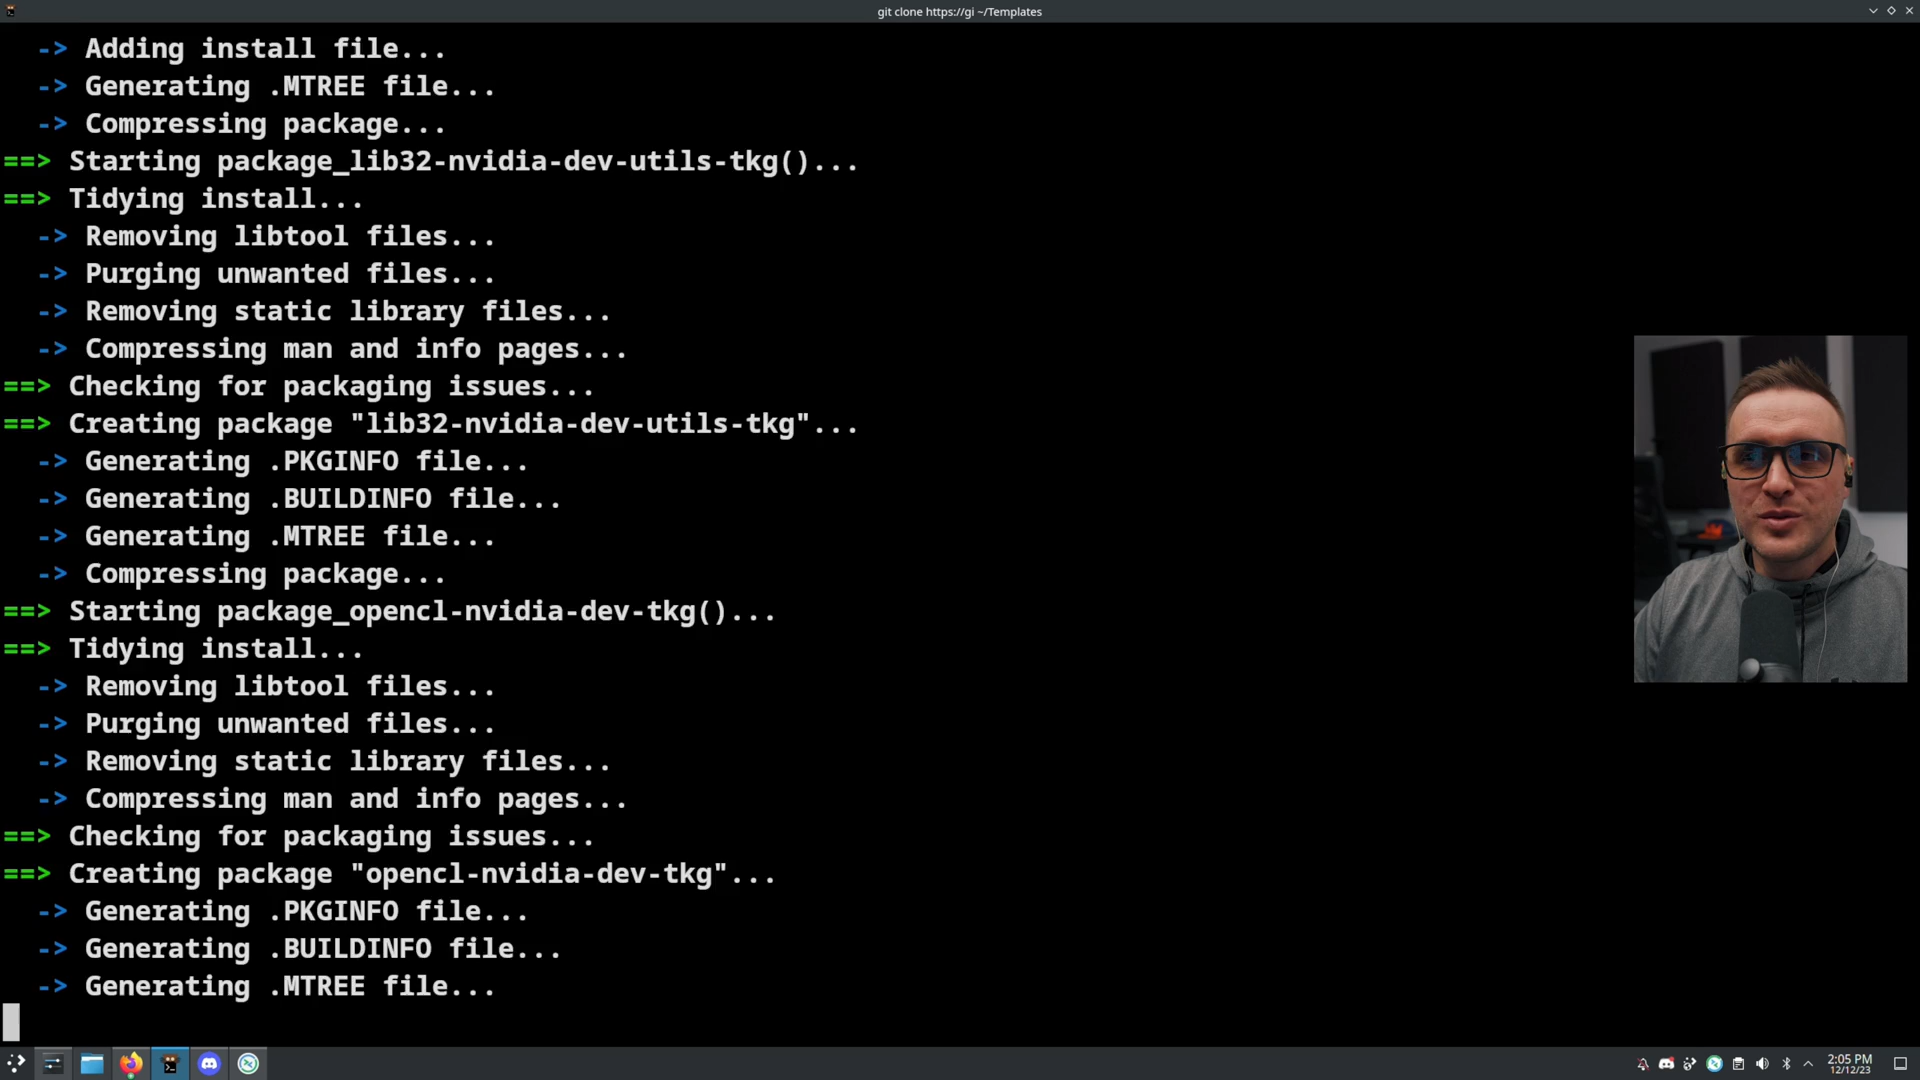 git clone https://gi ~/Templates
-> Adding install file...
-> Generating .MTREE file...
-> Compressing package...
==> Starting package_lib32-nvidia-dev-utils-tkg()...
==> Tidying install...
-> Removing libtool files...
-> Purging unwanted files...
-> Removing static library files...
-> Compressing man and info pages...
==> Checking for packaging issues...
==> Creating package "lib32-nvidia-dev-utils-tkg"...
-> Generating .PKGINFO file...
-> Generating .BUILDINFO file...
-> Generating .MTREE file...
-> Compressing package...
==> Starting package_opencl-nvidia-dev-tkg()...
==> Tidying install...
-> Removing libtool files...
-> Purging unwanted files...
-> Removing static library files...
-> Compressing man and info pages...
==> Checking for packaging issues...
==> Creating package "opencl-nvidia-dev-tkg"...
-> Generating .PKGINFO file...
-> Generating .BUILDINFO file...
-> Generating .MTREE file...
2:05 PM
12/12/23